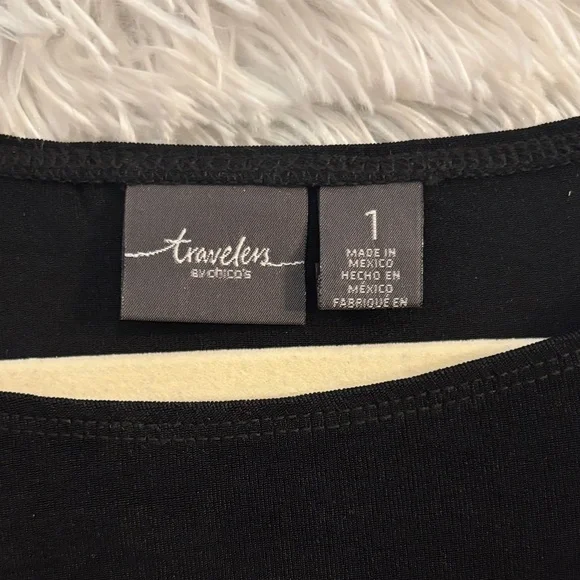 travelers
BY chico's
1
MADE IN
MEXICO
HECHO EN
MÉXICO
FABRIQUÉ EN